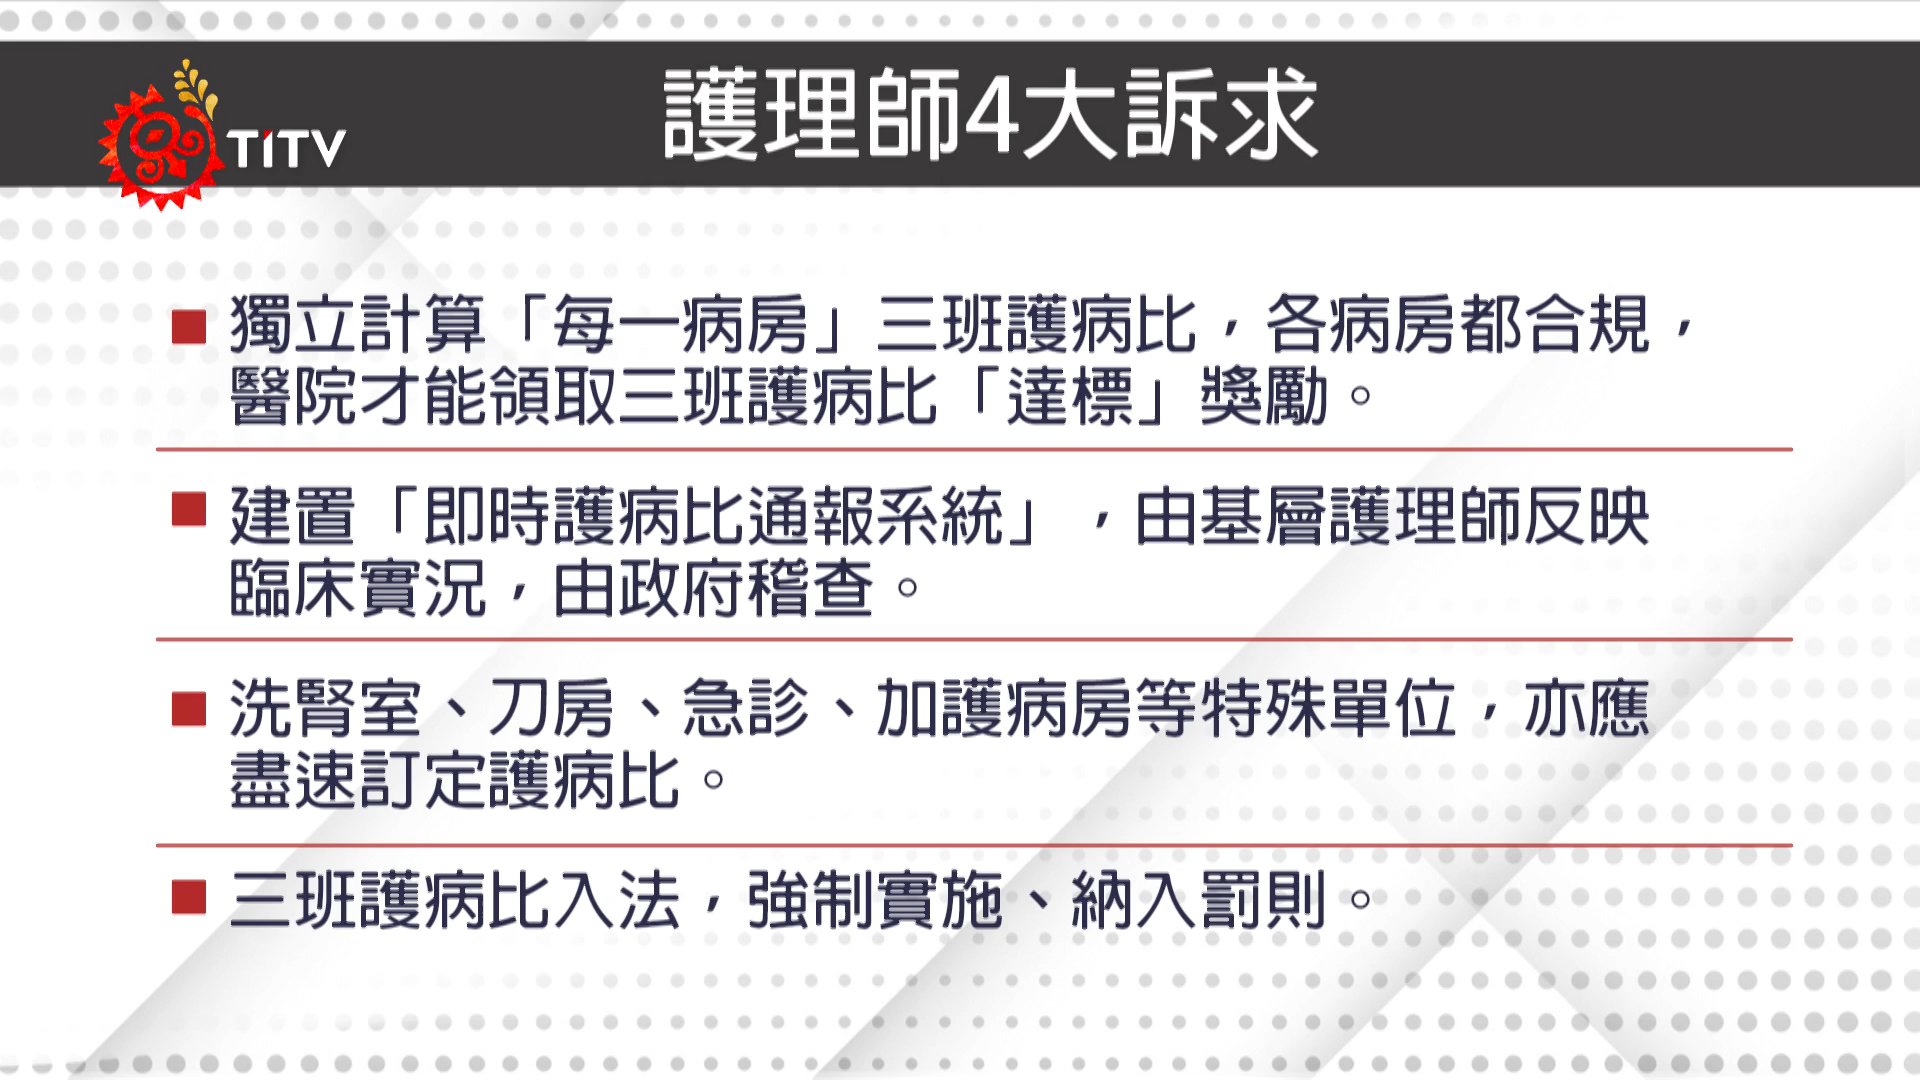 護理師4大訴求
TITV
獨立計算「每一病房」三班護病比，各病房都合規，
醫院才能領取三班護病比「達標」獎勵。
建置「即時護病比通報系統」，由基層護理師反映
臨床實況，由政府稽查。
洗腎室、刀房、急診、加護病房等特殊單位，亦應
盡速訂定護病比。
三班護病比入法，強制實施、納入罰則。